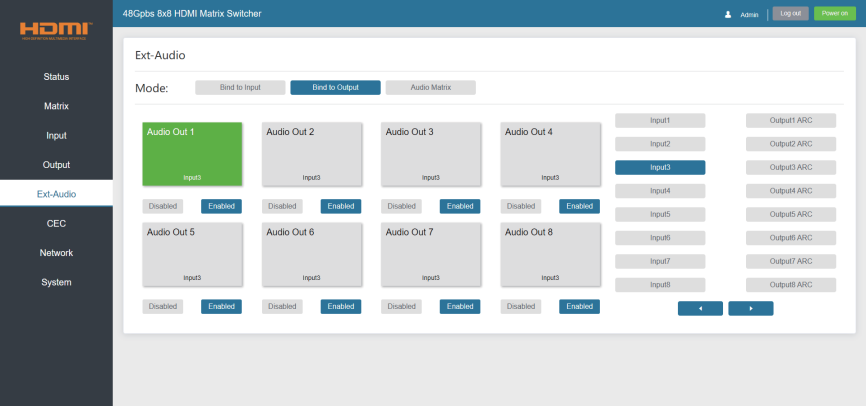 HDMI
HIGH-DEFINITION MULTIMEDIA INTERFACE
48Gpbs 8x8 HDMI Matrix Switcher
Admin
Log out
Power on
Status
Matrix
Input
Output
Ext-Audio
CEC
Network
System
Ext-Audio
Mode:
Bind to Input
Bind to Output
Audio Matrix
Audio Out 1
Input3
Audio Out 2
Input3
Audio Out 3
Input3
Audio Out 4
Input3
Disabled
Enabled
Disabled
Enabled
Disabled
Enabled
Disabled
Enabled
Audio Out 5
Input3
Audio Out 6
Input3
Audio Out 7
Input3
Audio Out 8
Input3
Disabled
Enabled
Disabled
Enabled
Disabled
Enabled
Disabled
Enabled
Input1
Input2
Input3
Input4
Input5
Input6
Input7
Input8
Output1 ARC
Output2 ARC
Output3 ARC
Output4 ARC
Output5 ARC
Output6 ARC
Output7 ARC
Output8 ARC